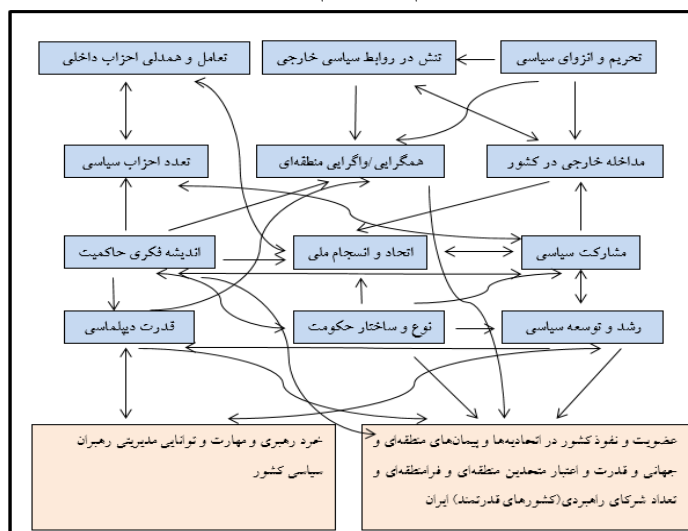 تحریم و انزوای سیاسی
تنش در روابط سیاسی خارجی
تعامل و همدلی احزاب داخلی
مداخله خارجی در کشور
همگرایی/واگرایی منطقه‌ای
تعدد احزاب سیاسی
مشارکت سیاسی
اتحاد و انسجام ملی
اندیشه فکری حاکمیت
رشد و توسعه سیاسی
نوع و ساختار حکومت
قدرت دیپلماسی
عضویت و نفوذ کشور در اتحادیه‌ها و پیمان‌های منطقه‌ای و
جهانی و قدرت و اعتبار متحدین منطقه‌ای و فرامنطقه‌ای و
تعداد شرکای راهبردی(کشورهای قدرتمند) ایران
خرد رهبری و مهارت و توانایی مدیریتی رهبران
سیاسی کشور